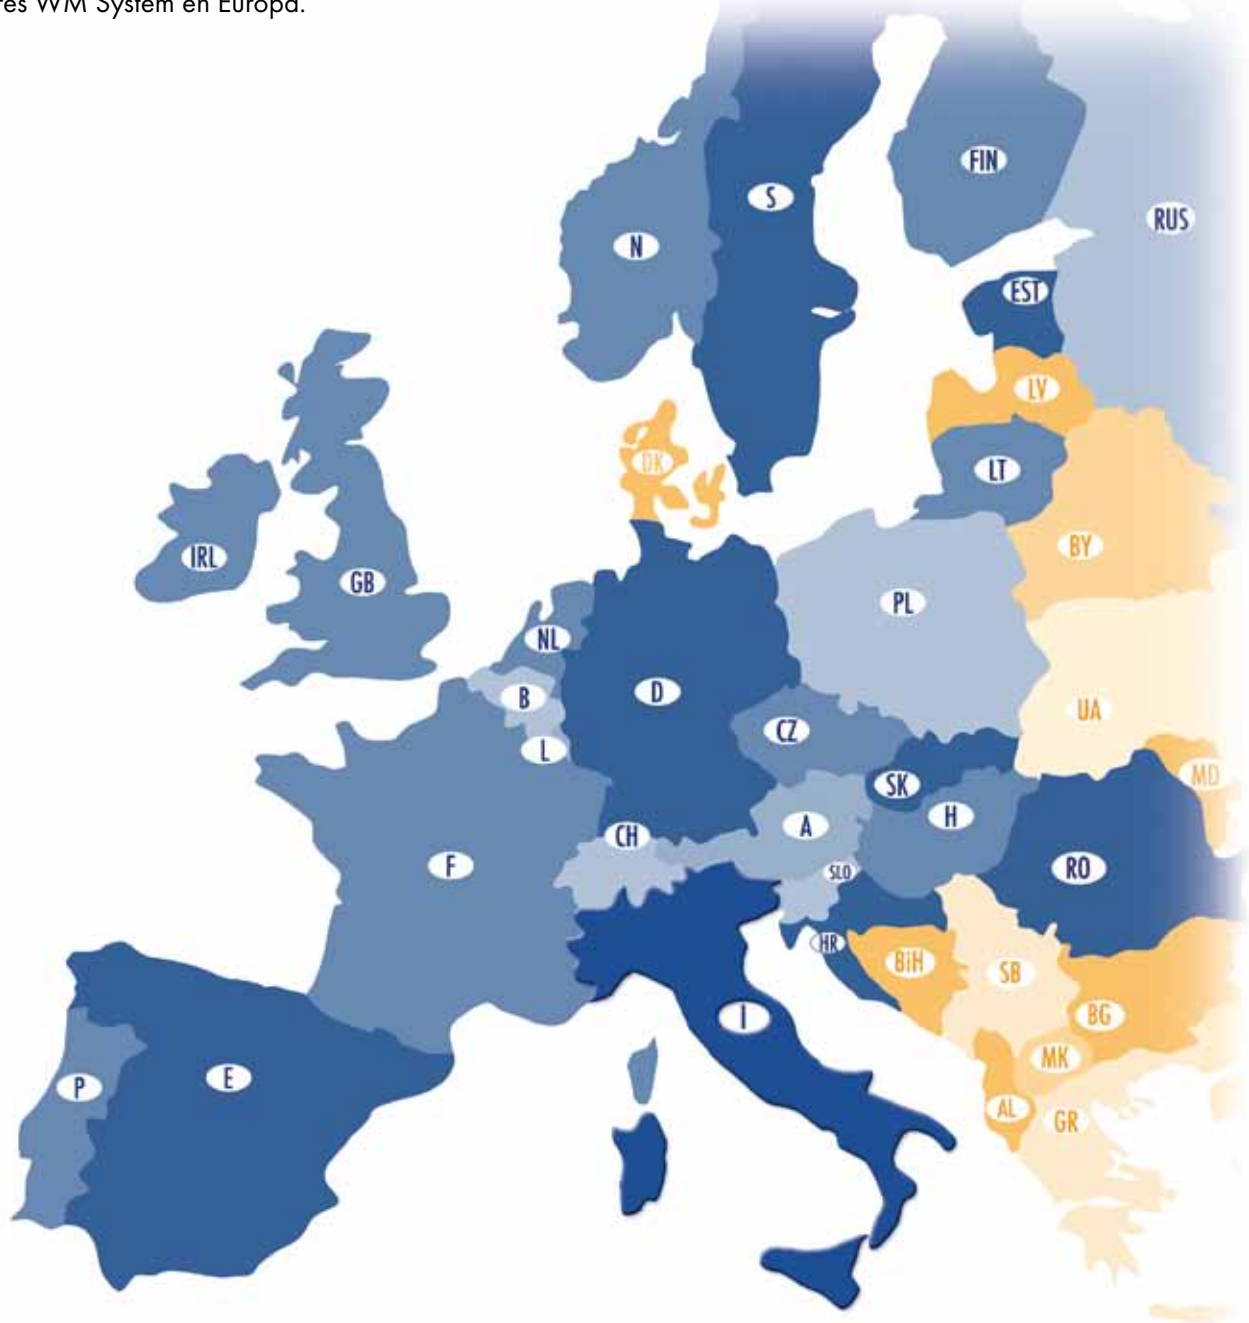 res WM System en Europa.
FIN
S
RUS
N
EST
LV
DK
LT
IRL
BY
GB
PL
NL
D
B
UA
CZ
L
MD
SK
H
A
CH
F
RO
SLO
HR
BiH
SB
I
BG
MK
E
P
AL
GR